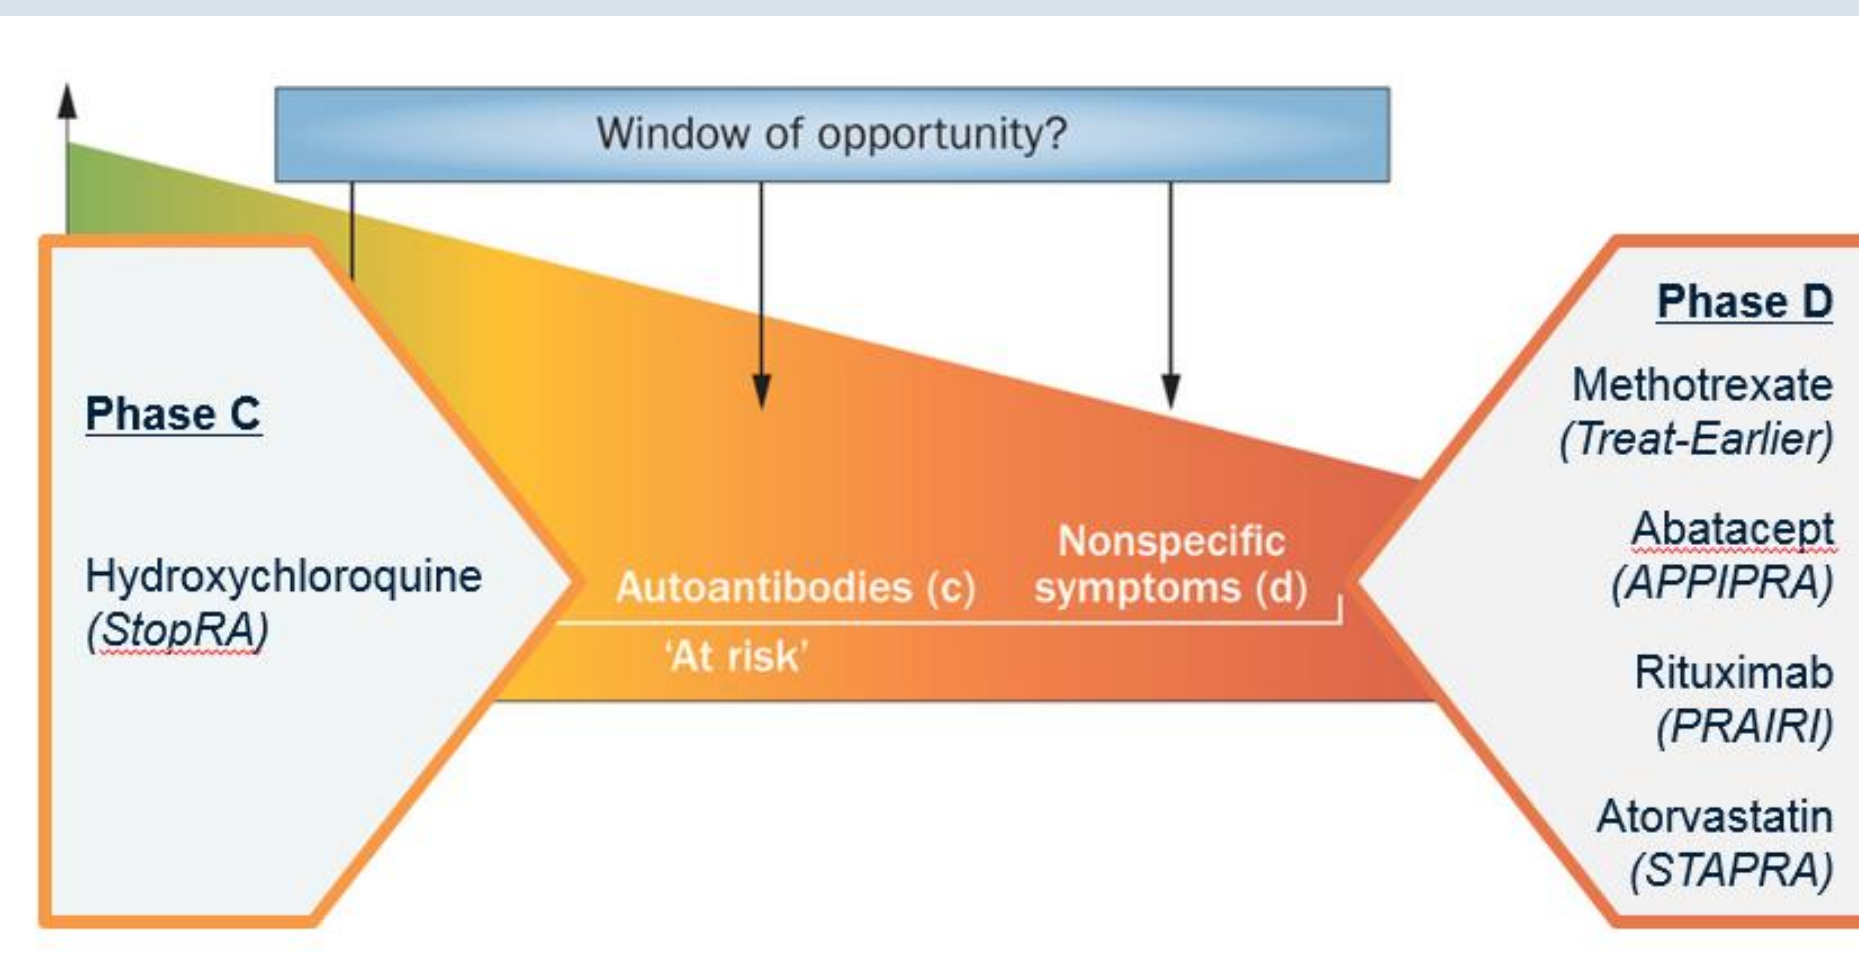 Window of opportunity?
Phase C
Hydroxychloroquine
(StopRA)
Autoantibodies (c)
Nonspecific
symptoms (d)
'At risk'
Phase D
Methotrexate
(Treat-Earlier)
Abatacept
(APPIPRA)
Rituximab
(PRAIRI)
Atorvastatin
(STAPRA)